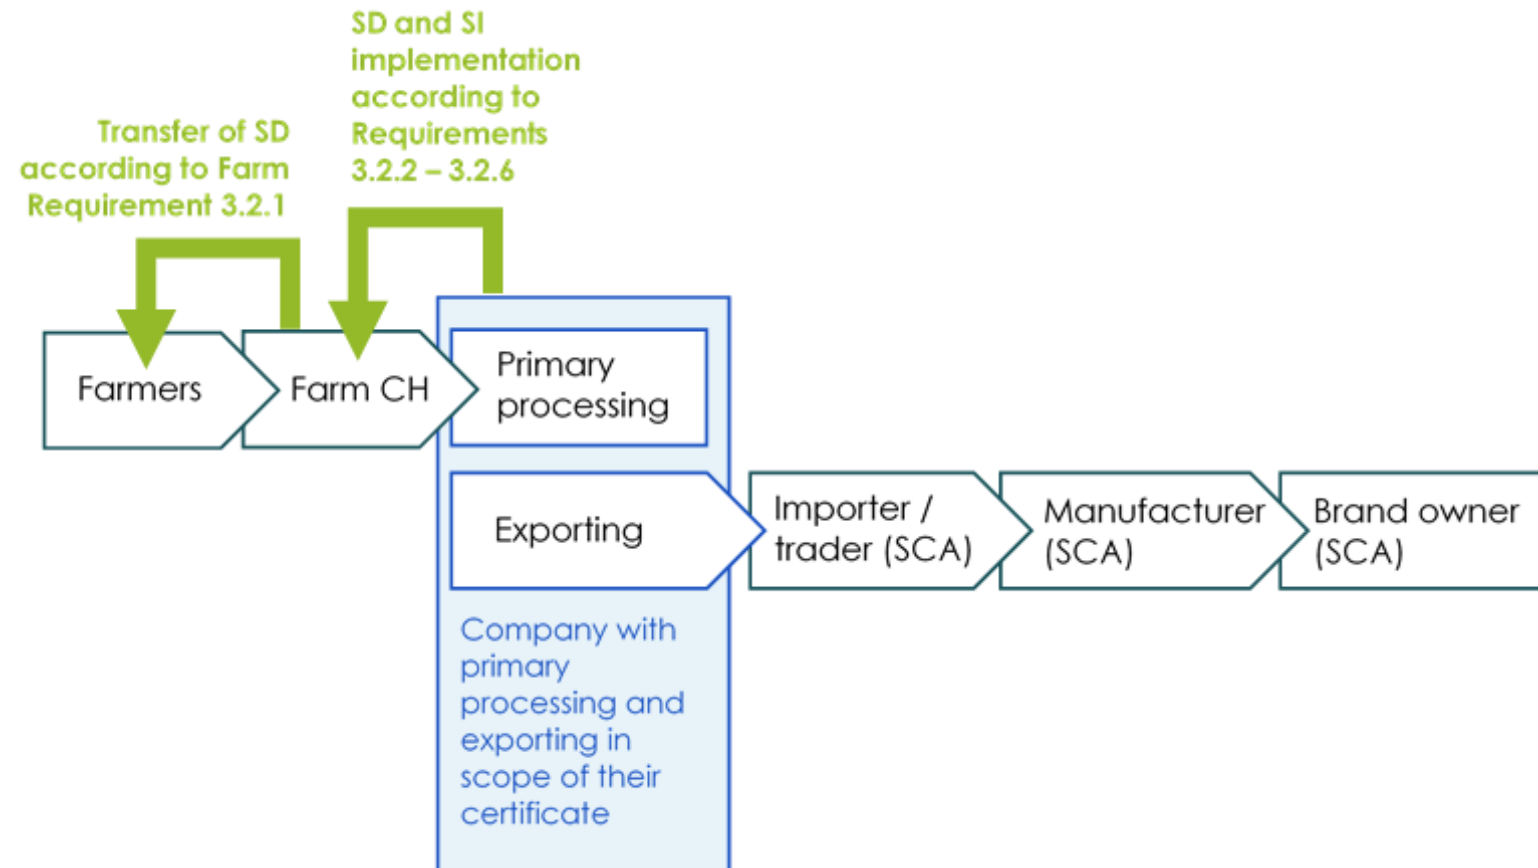 SD and SI
implementation
according to
Requirements
3.2.2 – 3.2.6
Transfer of SD
according to Farm
Requirement 3.2.1
Farmers
Farm CH
Primary
processing
Exporting
Importer /
trader (SCA)
Manufacturer
(SCA)
Brand owner
(SCA)
Company with
primary
processing and
exporting in
scope of their
certificate